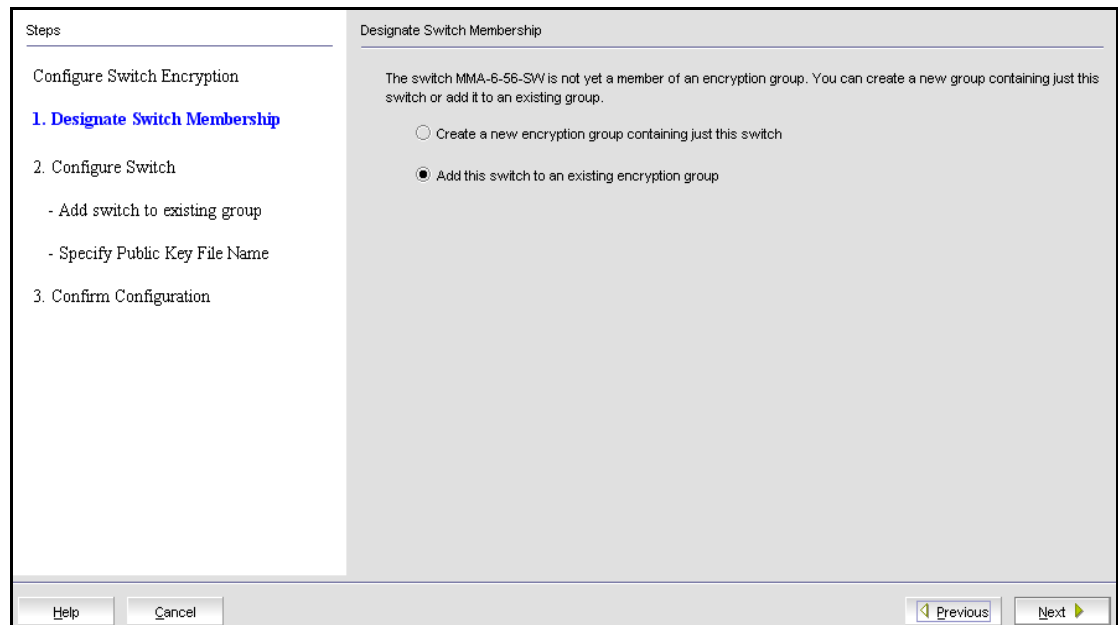 Steps
Configure Switch Encryption
1. Designate Switch Membership
2. Configure Switch
- Add switch to existing group
- Specify Public Key File Name
3. Confirm Configuration
Designate Switch Membership
The switch MMA-6-56-SW is not yet a member of an encryption group. You can create a new group containing just this
switch or add it to an existing group.
Create a new encryption group containing just this switch
Add this switch to an existing encryption group
Help
Cancel
Previous
Next